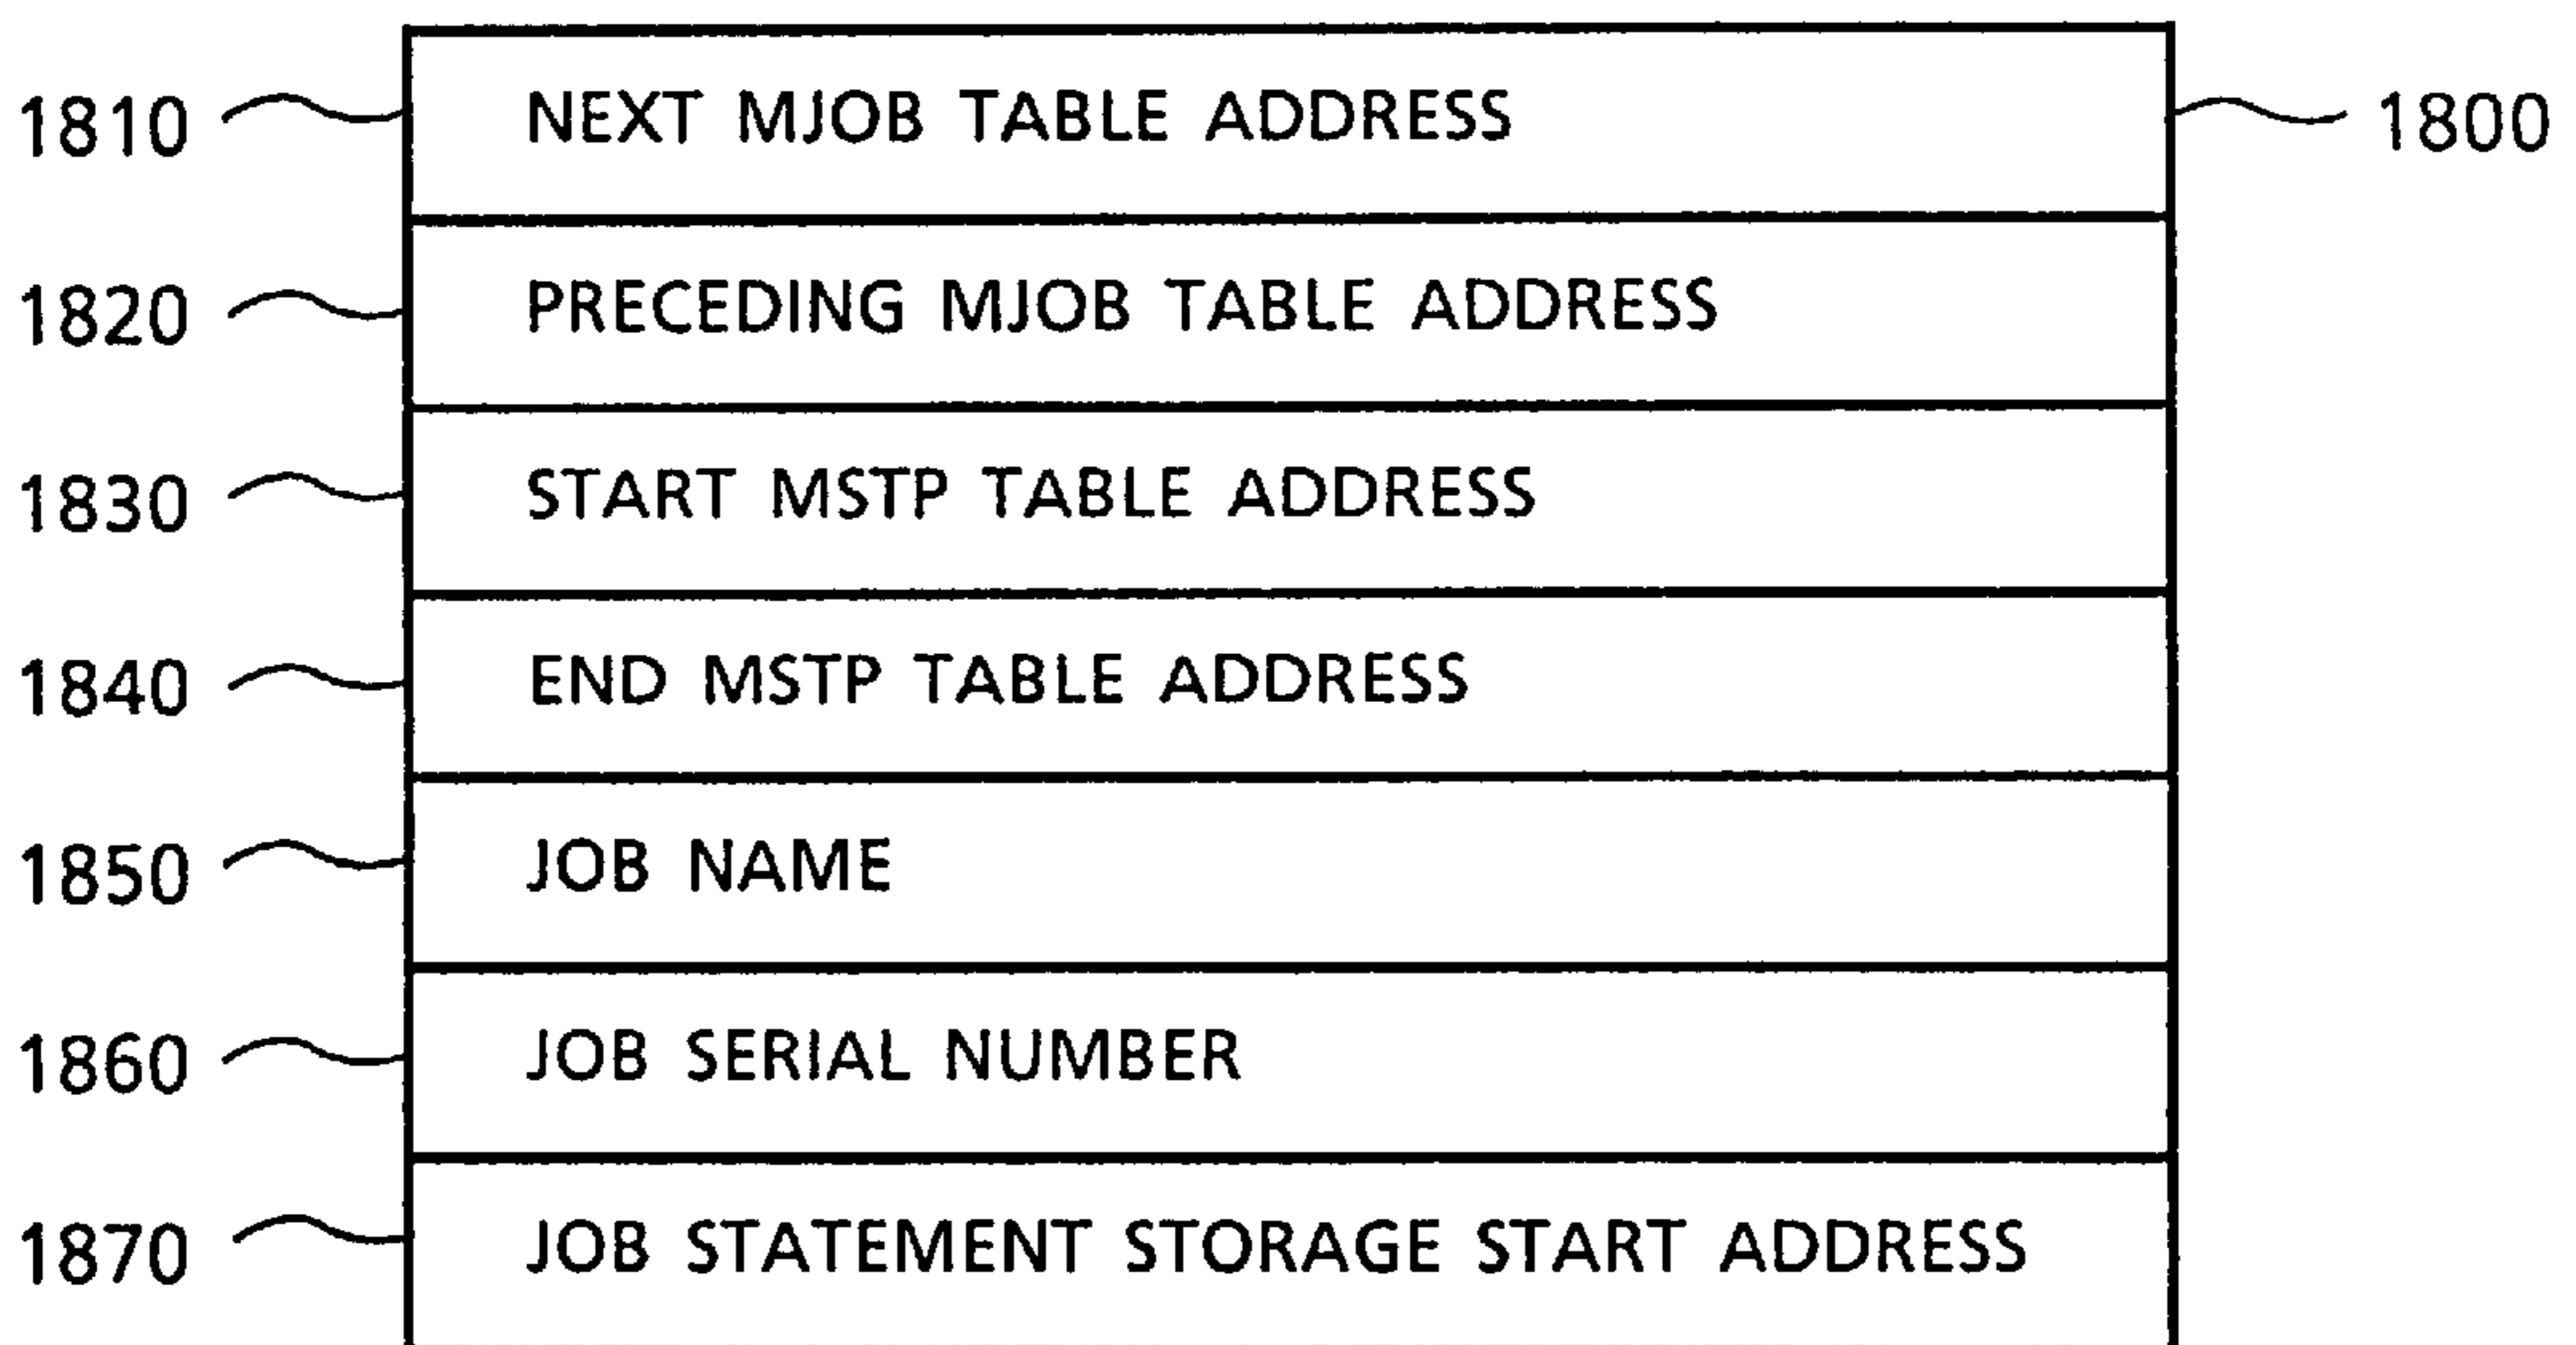 1810 NEXT MJOB TABLE ADDRESS 1800
1820 PRECEDING MJOB TABLE ADDRESS
1830 START MSTP TABLE ADDRESS
1840 END MSTP TABLE ADDRESS
1850 JOB NAME
1860 JOB SERIAL NUMBER
1870 JOB STATEMENT STORAGE START ADDRESS